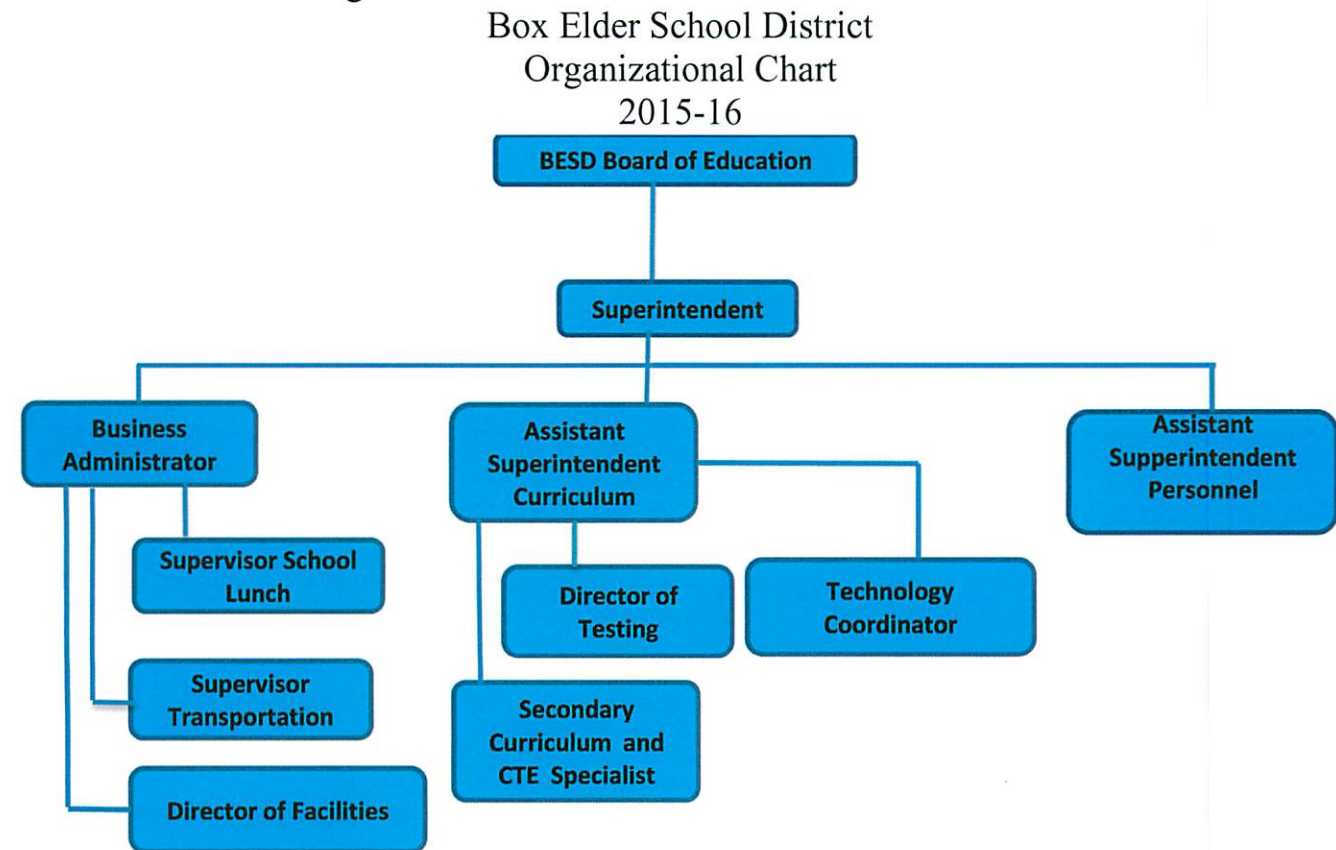 Box Elder School District
Organizational Chart
2015-16
BESD Board of Education
Superintendent
Business
Administrator
Assistant
Superintendent
Curriculum
Assistant
Supperintendent
Personnel
Supervisor School
Lunch
Director of
Testing
Technology
Coordinator
Supervisor
Transportation
Secondary
Curriculum and
CTE Specialist
Director of Facilities